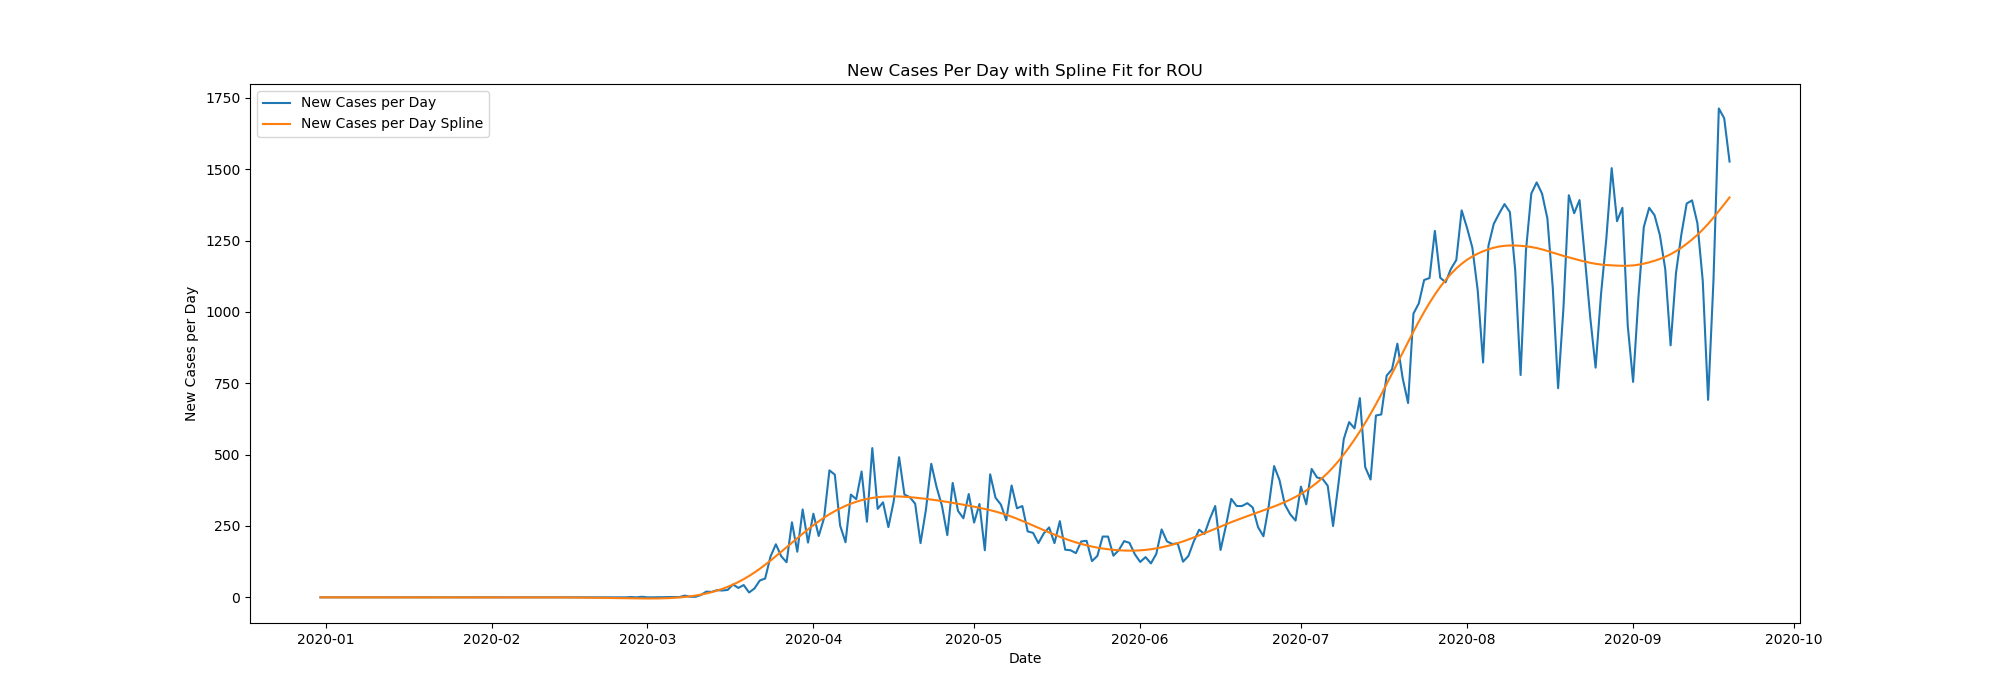 New Cases Per Day with Spline Fit for ROU
New Cases per Day
New Cases per Day Spline
1750
1500
1250
1000
750
500
250
0
New Cases per Day
2020-01 2020-02 2020-03 2020-04 2020-05 2020-06 2020-07 2020-08 2020-09 2020-10
Date